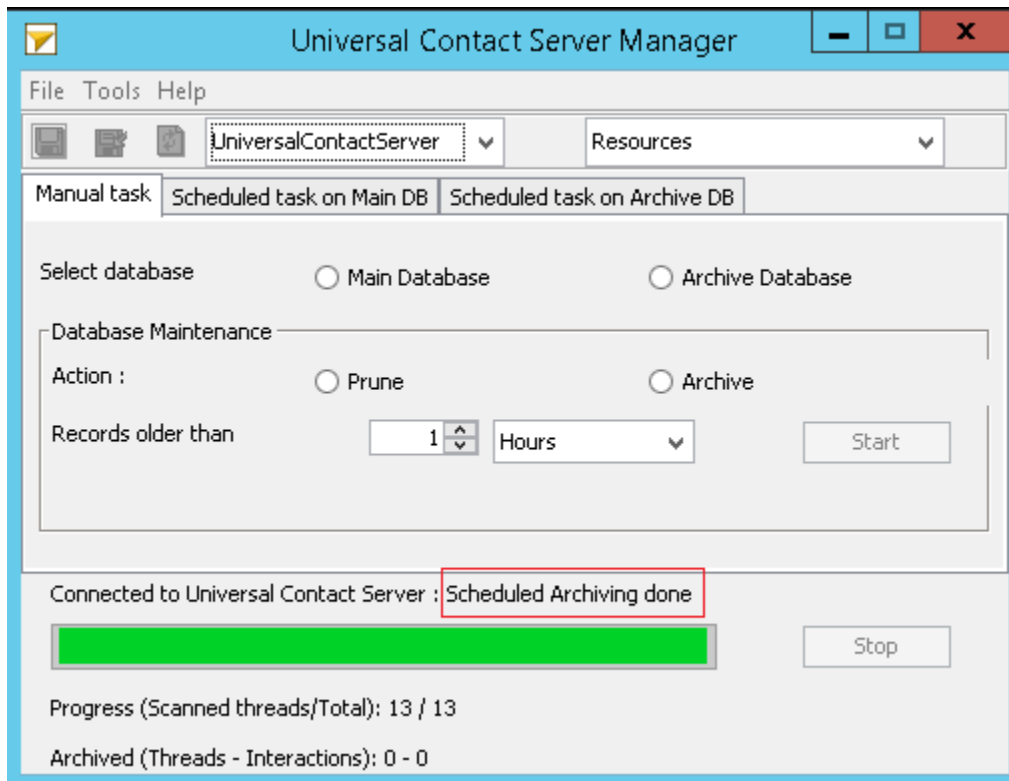 Universal Contact Server Manager
File Tools Help
UniversalContactServer Resources
Manual task Scheduled task on Main DB Scheduled task on Archive DB
Select database Main Database Archive Database
Database Maintenance
Action : Prune Archive
Records older than 1 Hours Start
Connected to Universal Contact Server : Scheduled Archiving done
Stop
Progress (Scanned threads/Total): 13 / 13
Archived (Threads - Interactions): 0 - 0